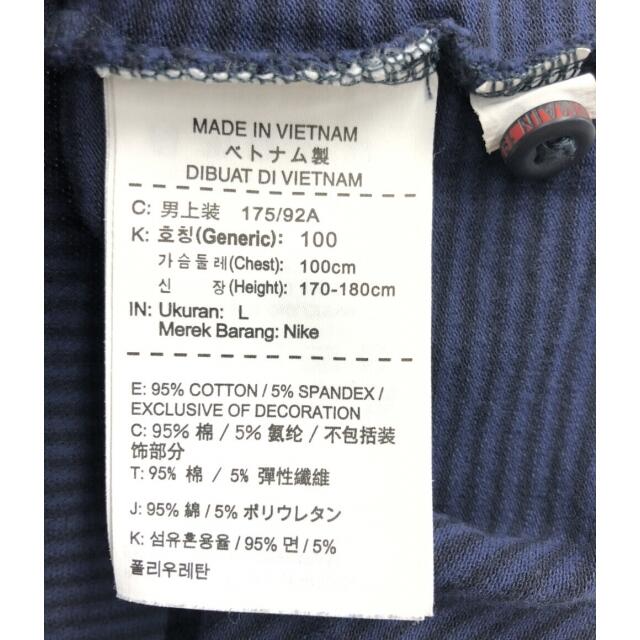 MADE IN VIETNAM
ベトナム製
DIBUAT DI VIETNAM
C: 男上装 175/92A
K: 호칭(Generic): 100
가슴둘레(Chest): 100cm
신 장(Height): 170-180cm
IN: Ukuran: L
Merek Barang: Nike
E: 95% COTTON / 5% SPANDEX /
EXCLUSIVE OF DECORATION
C: 95% 棉 / 5% 氨纶 / 不包括装
饰部分
T: 95% 棉 / 5% 彈性纖維
J: 95% 綿 / 5% ポリウレタン
K: 섬유혼용율 / 95% 면 / 5%
폴리우레탄